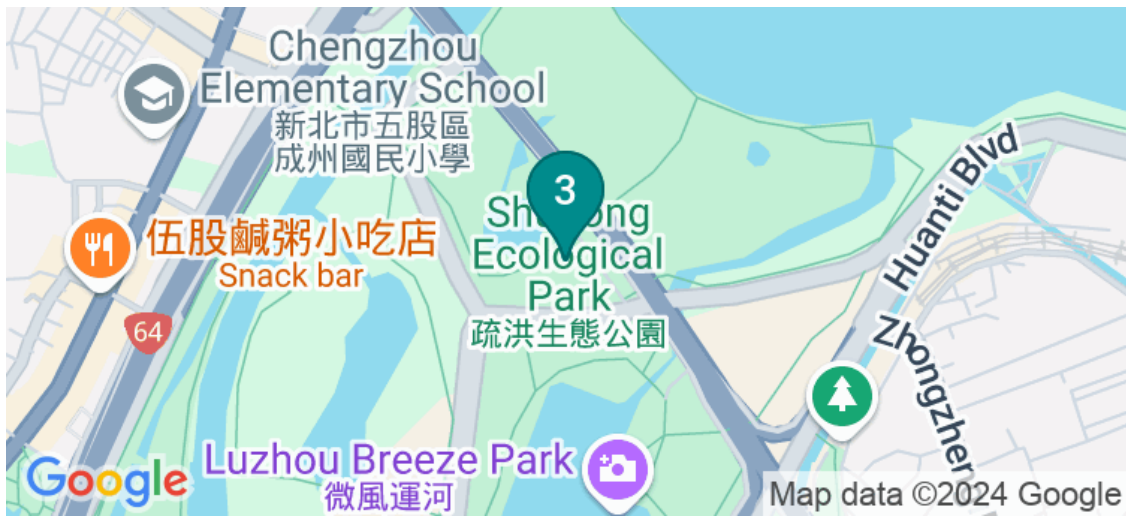 Chengzhou
Elementary School
新北市五股區
成州國民小學
3
Ecological
Park
疏洪生態公園
伍股鹹粥小吃店
Snack bar
64
Huanti Blvd
Luzhou Breeze Park
微風運河
Google
Map data ©2024 Google